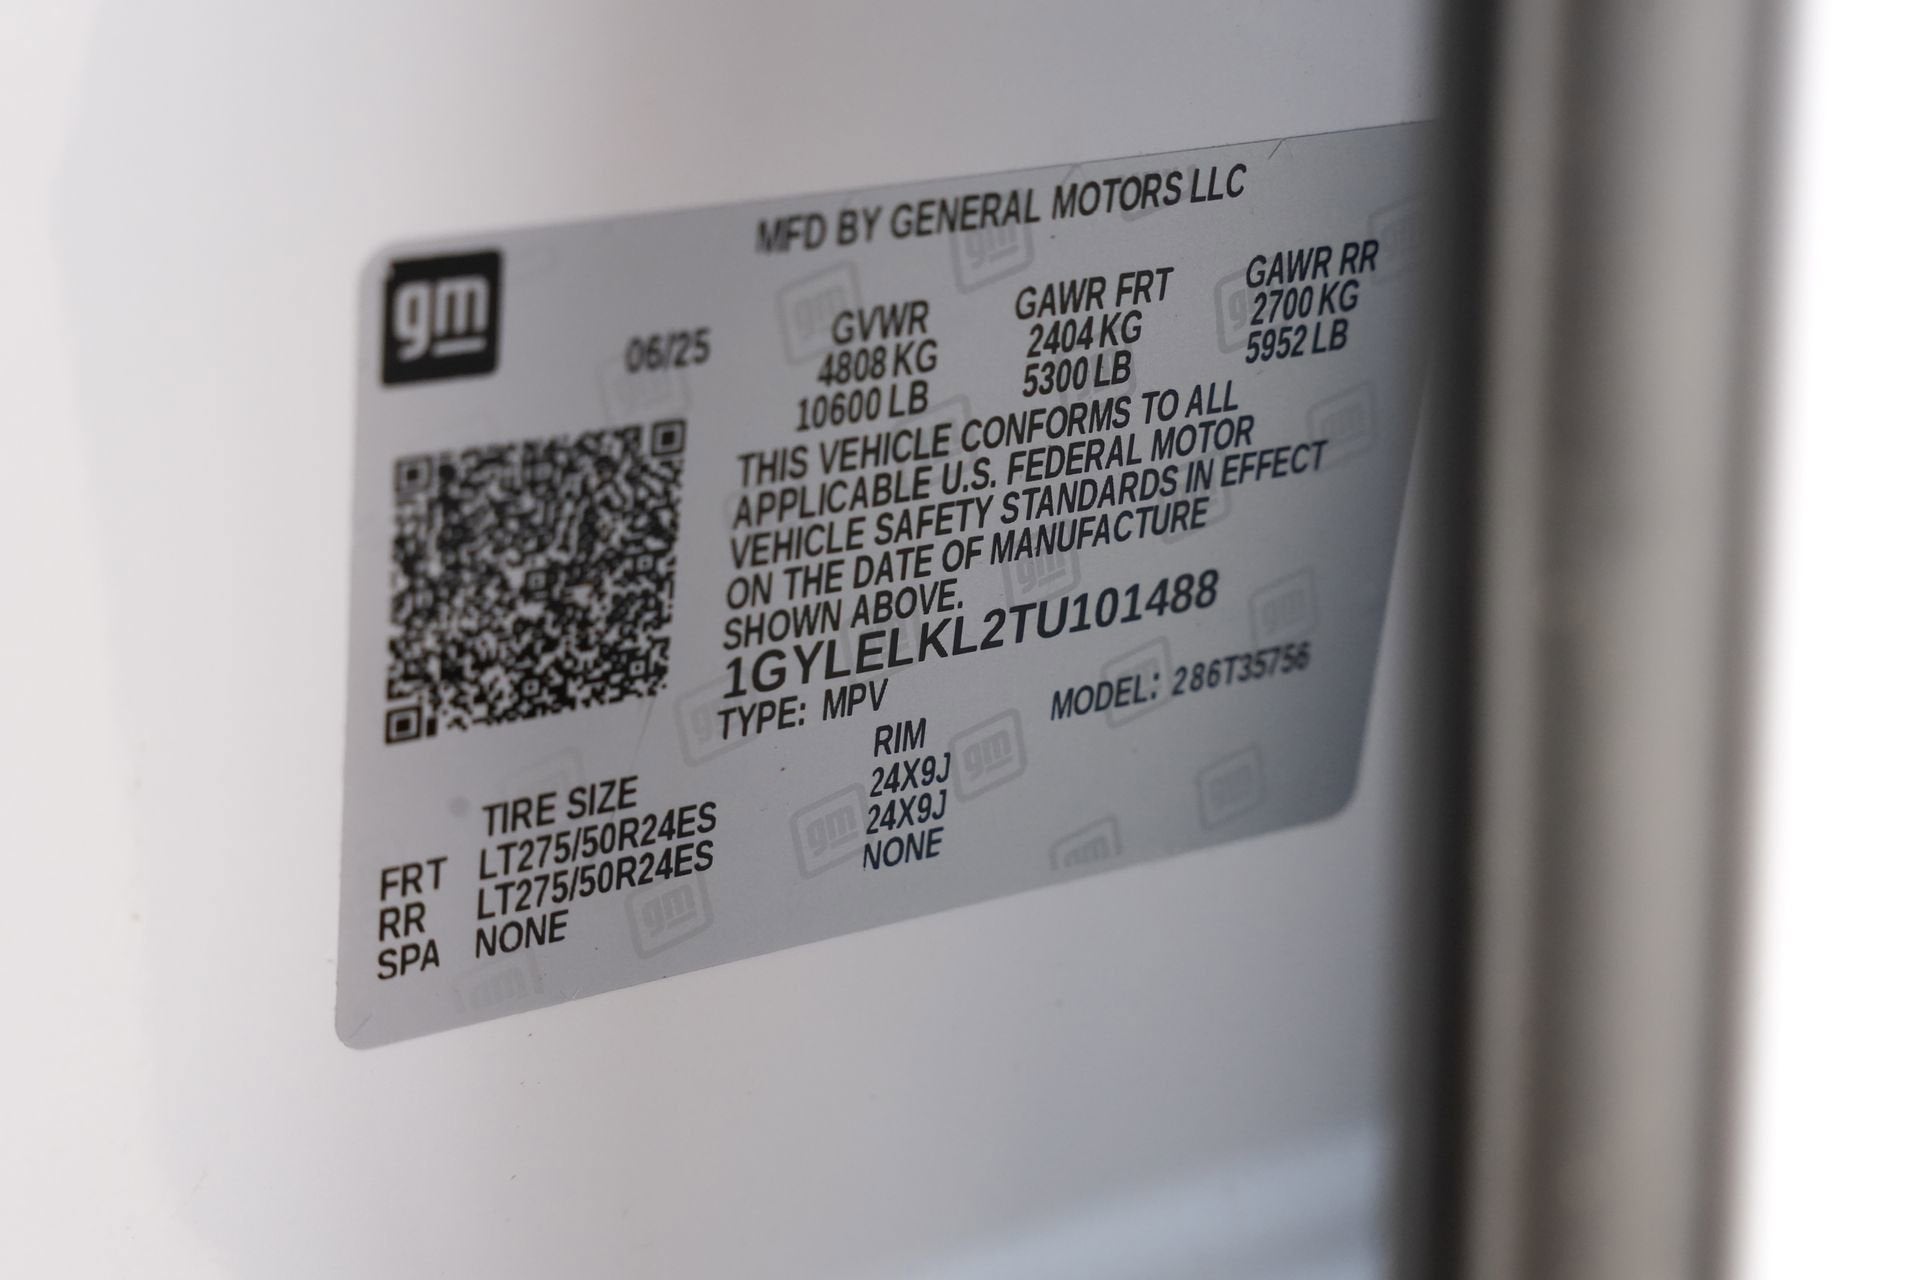 MFD BY GENERAL MOTORS LLC
gm
06/25
GVWR GAWR FRT GAWR RR
4808 KG 2404 KG 2700 KG
10600 LB 5300 LB 5952 LB
THIS VEHICLE CONFORMS TO ALL
APPLICABLE U.S. FEDERAL MOTOR
VEHICLE SAFETY STANDARDS IN EFFECT
ON THE DATE OF MANUFACTURE
SHOWN ABOVE.
1GYLELKL2TU101488
TYPE: MPV MODEL: 286T35756
TIRE SIZE RIM
FRT LT275/50R24ES 24X9J
RR LT275/50R24ES 24X9J
SPA NONE NONE